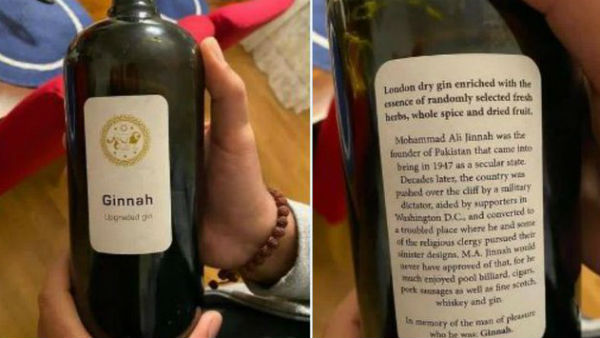 Ginnah
Upgraded gin
London dry gin enriched with the
essence of randomly selected fresh
herbs, whole spice and dried fruit.
Mohammad Ali Jinnah was the
founder of Pakistan that came into
being in 1947 as a secular state.
Decades later, the country was
pushed over the cliff by a military
dictator, aided by supporters in
Washington D.C., and converted to
a troubled place where he and some
of the religious clergy pursued their
sinister designs. M.A. Jinnah would
never have approved of that, for he
much enjoyed pool billiard, cigars,
pork sausages as well as fine scotch,
whiskey and gin.
In memory of the man of pleasure
who he was: Ginnah.